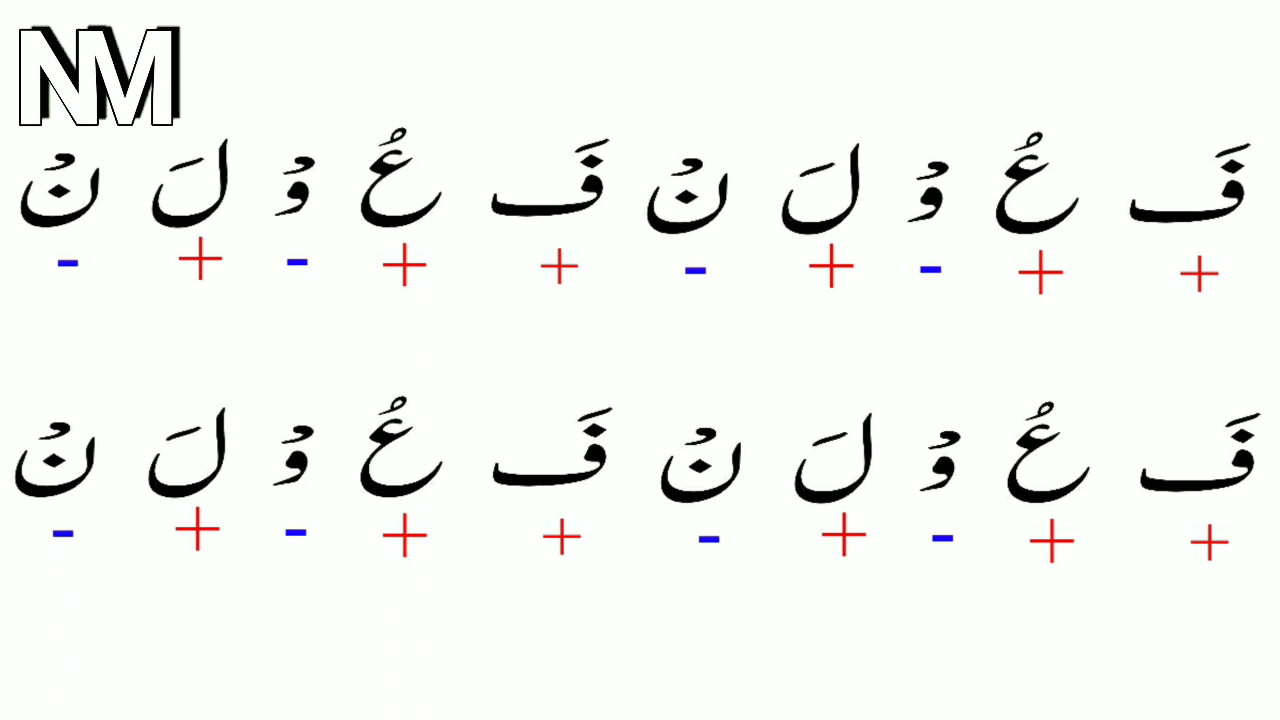 NM
فَ عُ وْ لَ نْ فَ عُ وْ لَ نْ
+ + - + - + + - + -
فَ عُ وْ لَ نْ فَ عُ وْ لَ نْ
+ + - + - + + - + -